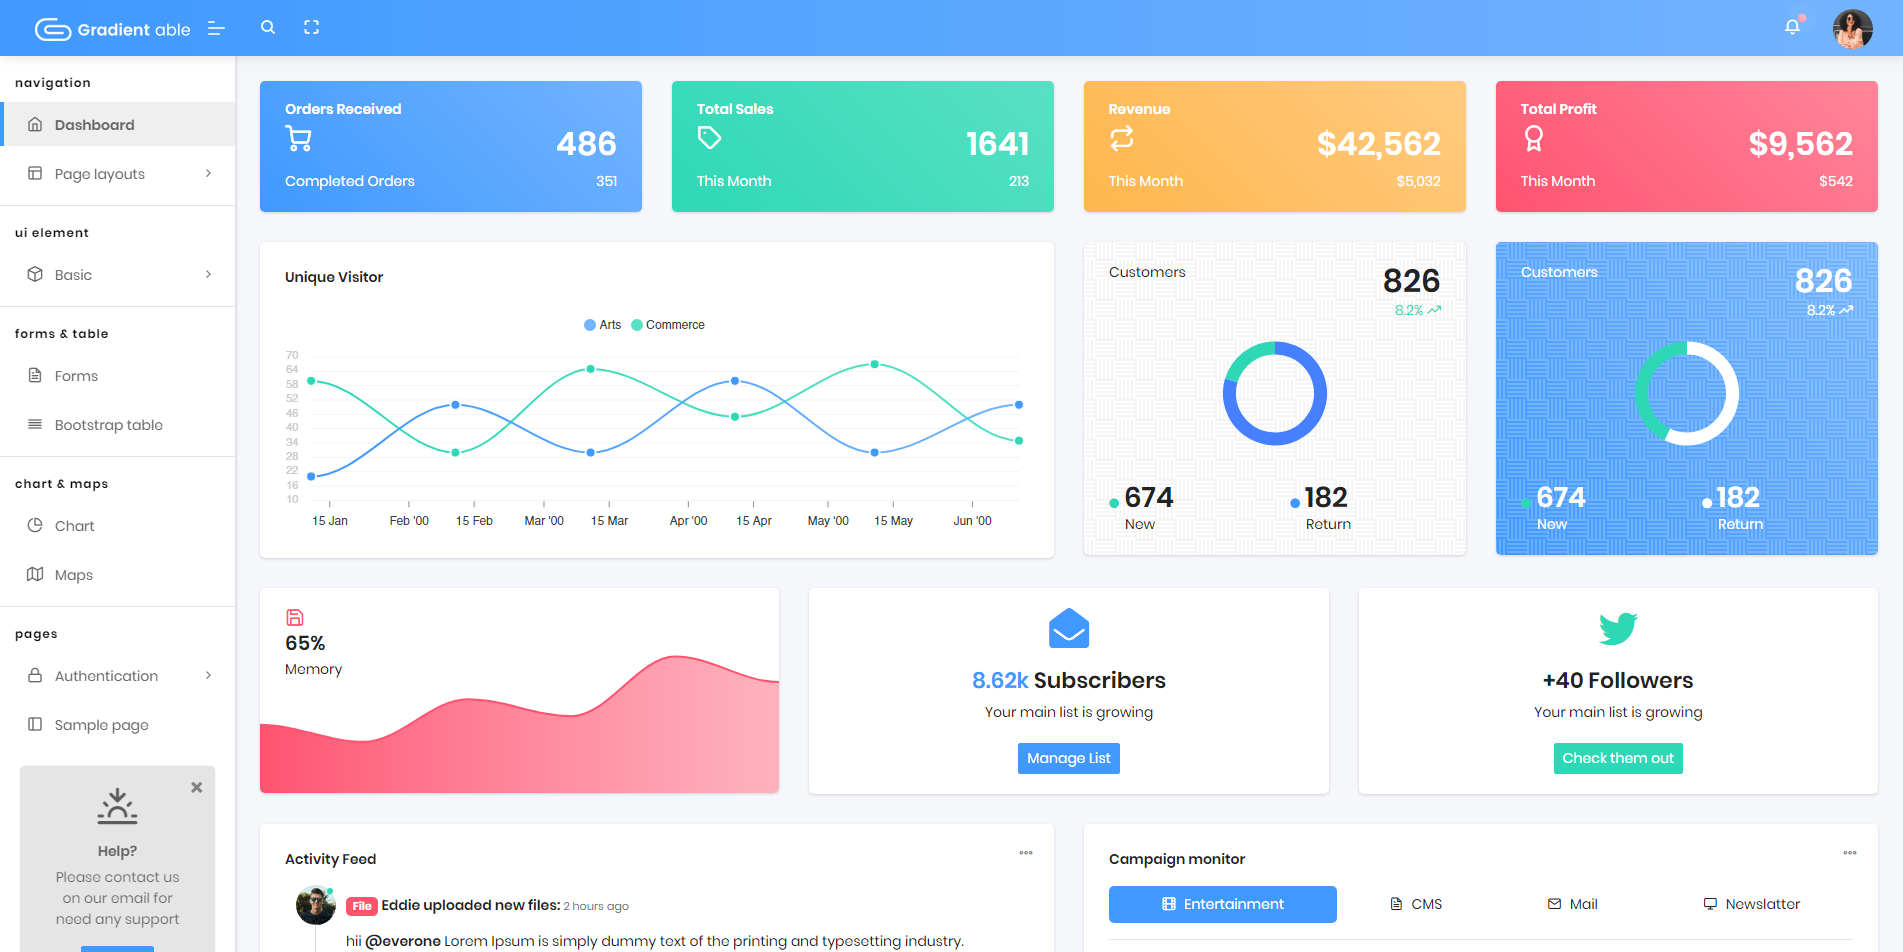 Gradient able
navigation
Dashboard
Page layouts
ui element
Basic
forms & table
Forms
Bootstrap table
chart & maps
Chart
Maps
pages
Authentication
Sample page
Help?
Please contact us
on our email for
need any support
Orders Received
486
Completed Orders 351
Total Sales
1641
This Month 213
Revenue
$42,562
This Month $5,032
Total Profit
$9,562
This Month $542
Unique Visitor
Arts Commerce
70
64
58
52
46
40
34
28
22
16
10
15 Jan Feb '00 15 Feb Mar '00 15 Mar Apr '00 15 Apr May '00 15 May Jun '00
Customers 826
8.2%
674 182
New Return
Customers 826
8.2%
674 182
New Return
65%
Memory
8.62k Subscribers
Your main list is growing
Manage List
+40 Followers
Your main list is growing
Check them out
Activity Feed
File Eddie uploaded new files: 2 hours ago
hii @everone Lorem Ipsum is simply dummy text of the printing and typesetting industry.
Campaign monitor
Entertainment CMS Mail Newslatter